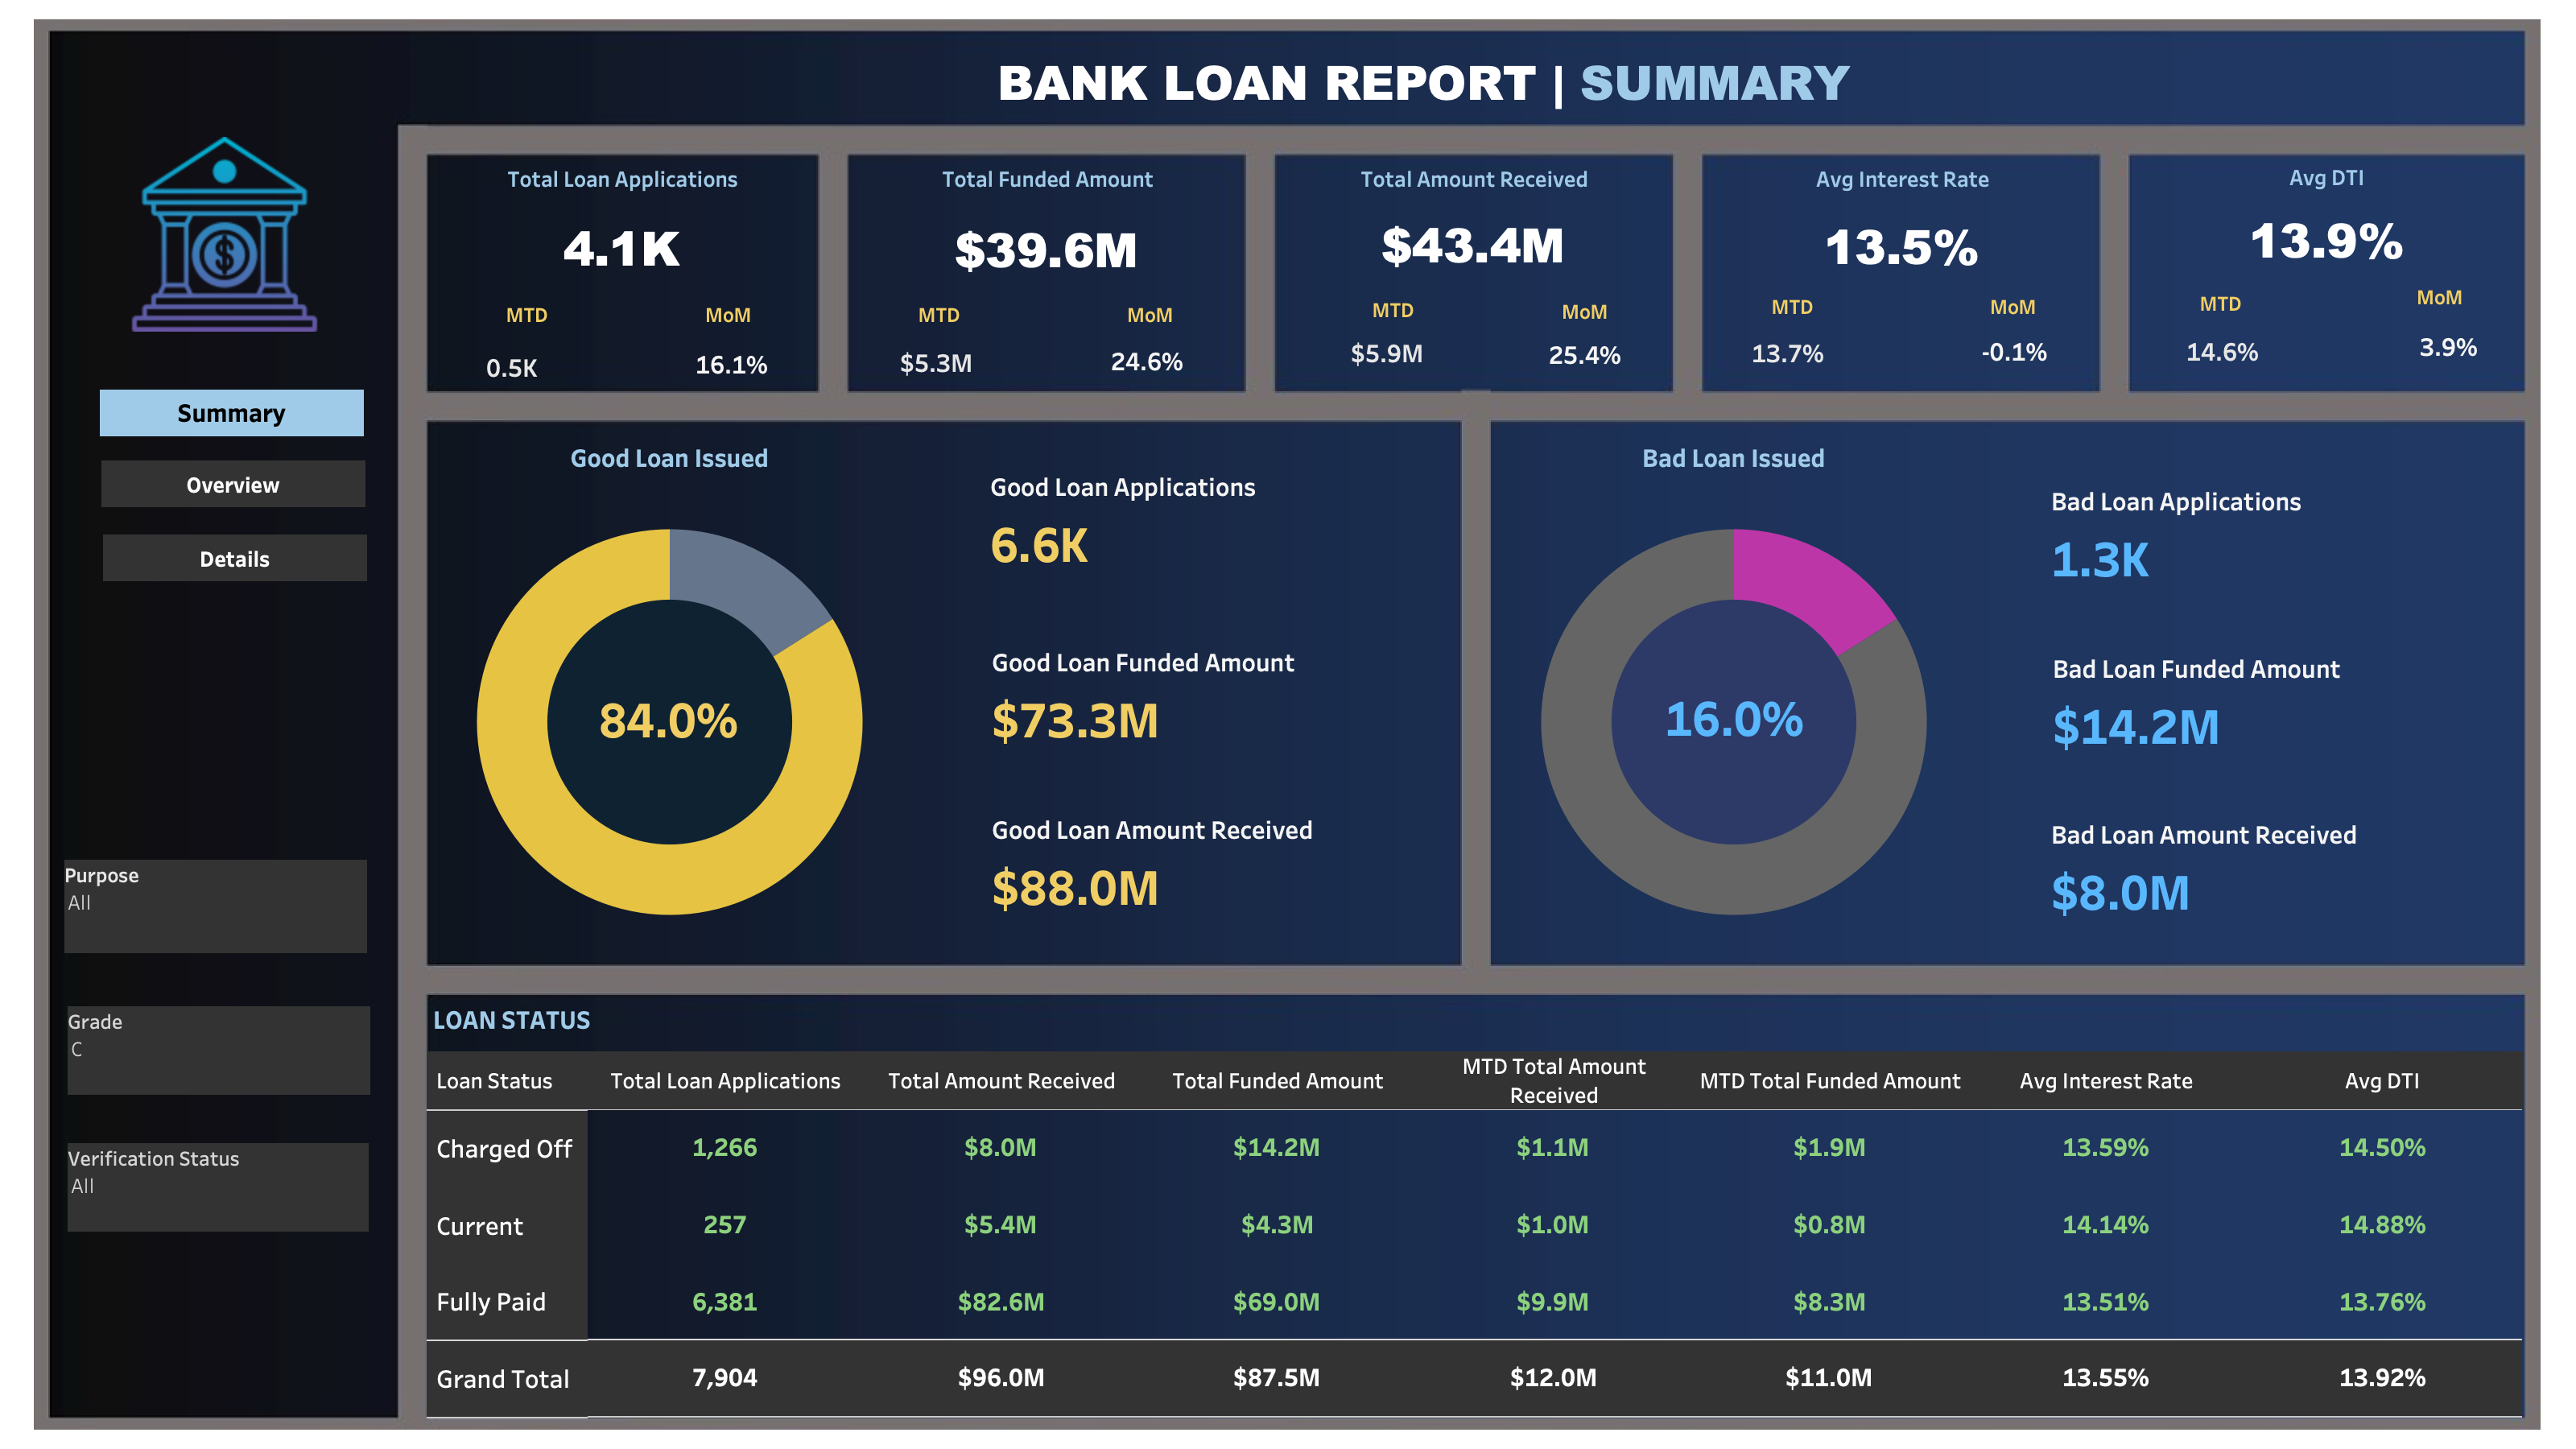 BANK LOAN REPORT | SUMMARY
$
Summary
Overview
Details
Purpose
All
Grade
C
Verification Status
All
Total Loan Applications
4.1K
MTD MoM
0.5K 16.1%
Total Funded Amount
$39.6M
MTD MoM
$5.3M 24.6%
Total Amount Received
$43.4M
MTD MoM
$5.9M 25.4%
Avg Interest Rate
13.5%
MTD MoM
13.7% -0.1%
Avg DTI
13.9%
MTD MoM
14.6% 3.9%
Good Loan Issued
84.0%
Good Loan Applications
6.6K
Good Loan Funded Amount
$73.3M
Good Loan Amount Received
$88.0M
Bad Loan Issued
16.0%
Bad Loan Applications
1.3K
Bad Loan Funded Amount
$14.2M
Bad Loan Amount Received
$8.0M
LOAN STATUS
Loan Status Total Loan Applications Total Amount Received Total Funded Amount MTD Total Amount Received MTD Total Funded Amount Avg Interest Rate Avg DTI
Charged Off 1,266 $8.0M $14.2M $1.1M $1.9M 13.59% 14.50%
Current 257 $5.4M $4.3M $1.0M $0.8M 14.14% 14.88%
Fully Paid 6,381 $82.6M $69.0M $9.9M $8.3M 13.51% 13.76%
Grand Total 7,904 $96.0M $87.5M $12.0M $11.0M 13.55% 13.92%